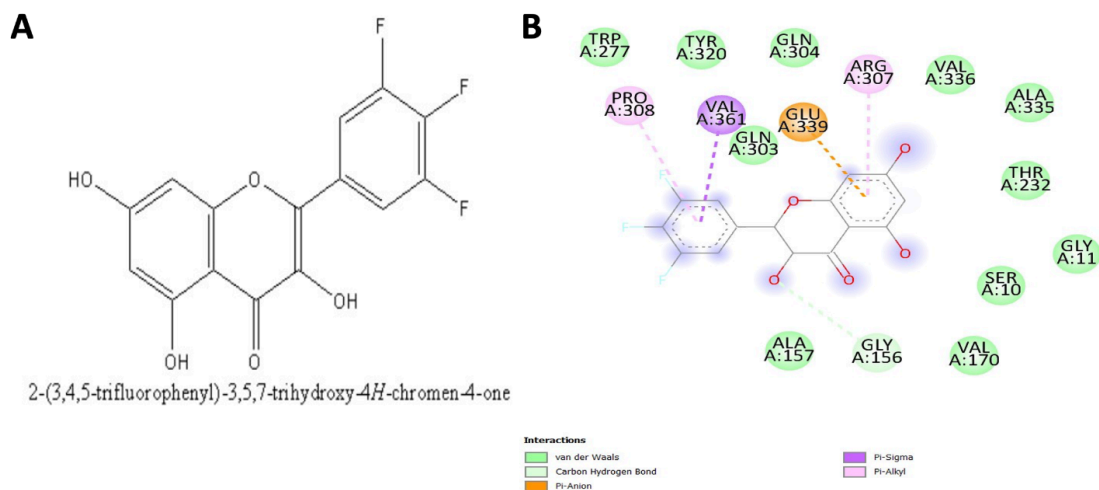 A
F
F
F
HO
O
OH
OH
O
2-(3,4,5-trifluorophenyl)-3,5,7-trihydroxy-4H-chromen-4-one
B
TRP
A:277
TYR
A:320
GLN
A:304
ARG
A:307
VAL
A:336
ALA
A:335
PRO
A:308
VAL
A:361
GLU
A:339
GLN
A:303
THR
A:232
GLY
A:11
SER
A:10
ALA
A:157
GLY
A:156
VAL
A:170
F
F
F
O
O
O
O
O
Interactions
van der Waals
Carbon Hydrogen Bond
Pi-Anion
Pi-Sigma
Pi-Alkyl